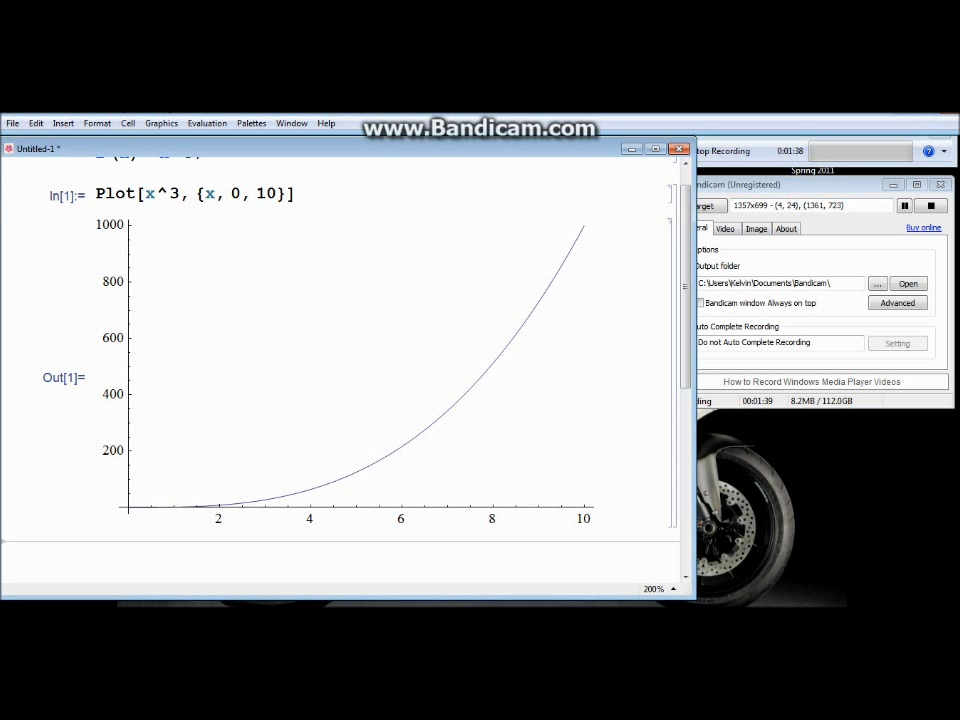 www.Bandicam.com
File Edit Insert Format Cell Graphics Evaluation Palettes Window Help
Untitled-1 *
top Recording 0:01:38
Spring 2011
In[1]:= Plot[x^3, {x, 0, 10}]
Out[1]=
1000
800
600
400
200
2 4 6 8 10
200%
ndicam (Unregistered)
arget 1357x699 - (4, 24), (1361, 723)
eral Video Image About Buy online
ptions
Output folder
C:\Users\Kelvin\Documents\Bandicam\ ... Open
Bandicam window Always on top Advanced
uto Complete Recording
Do not Auto Complete Recording Setting
How to Record Windows Media Player Videos
ding 00:01:39 8.2MB / 112.0GB